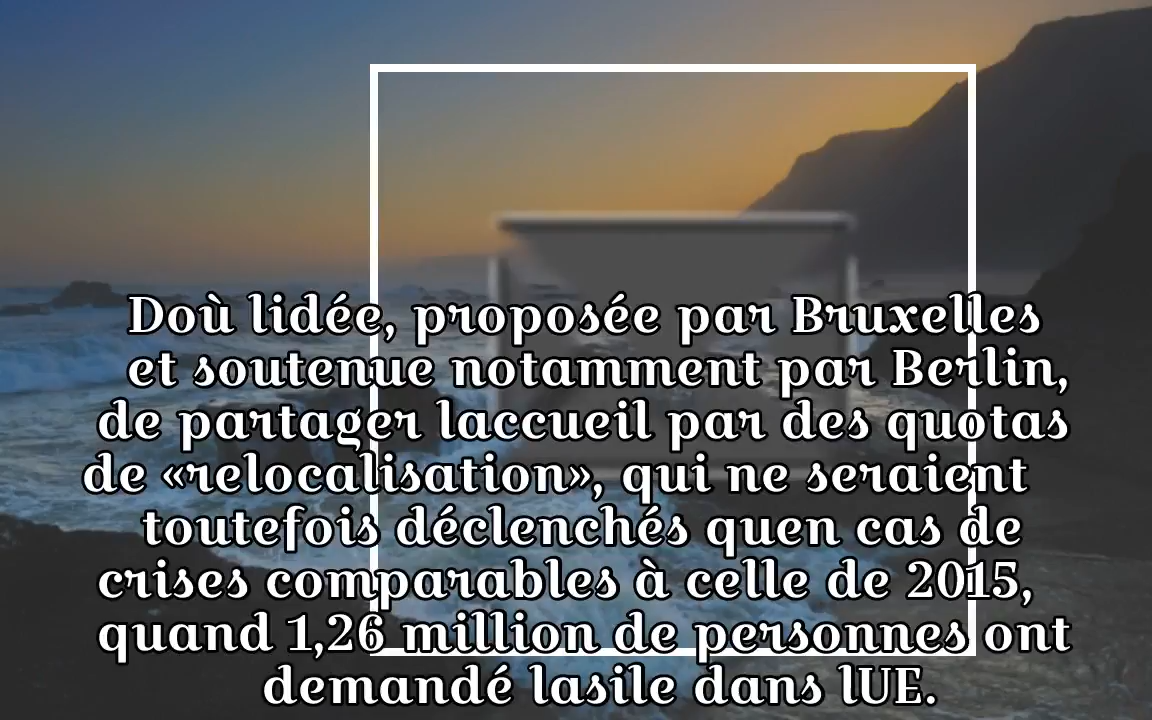 Doù lidée, proposée par Bruxelles
et soutenue notamment par Berlin,
de partager laccueil par des quotas
de «relocalisation», qui ne seraient
toutefois déclenchés quen cas de
crises comparables à celle de 2015,
quand 1,26 million de personnes ont
demandé lasile dans lUE.